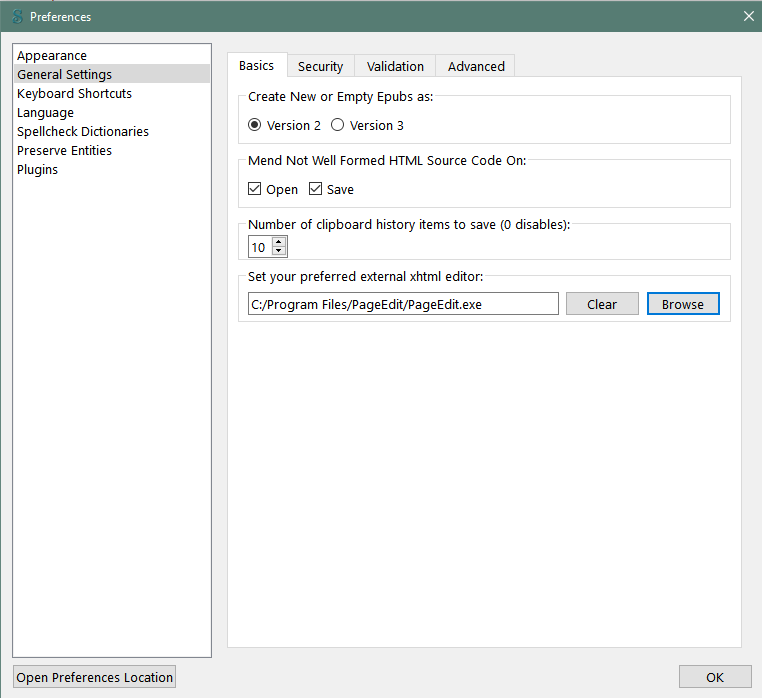 Preferences
Appearance
General Settings
Keyboard Shortcuts
Language
Spellcheck Dictionaries
Preserve Entities
Plugins
Basics Security Validation Advanced
Create New or Empty Epubs as:
Version 2 Version 3
Mend Not Well Formed HTML Source Code On:
Open Save
Number of clipboard history items to save (0 disables):
10
Set your preferred external xhtml editor:
C:/Program Files/PageEdit/PageEdit.exe Clear Browse
Open Preferences Location OK